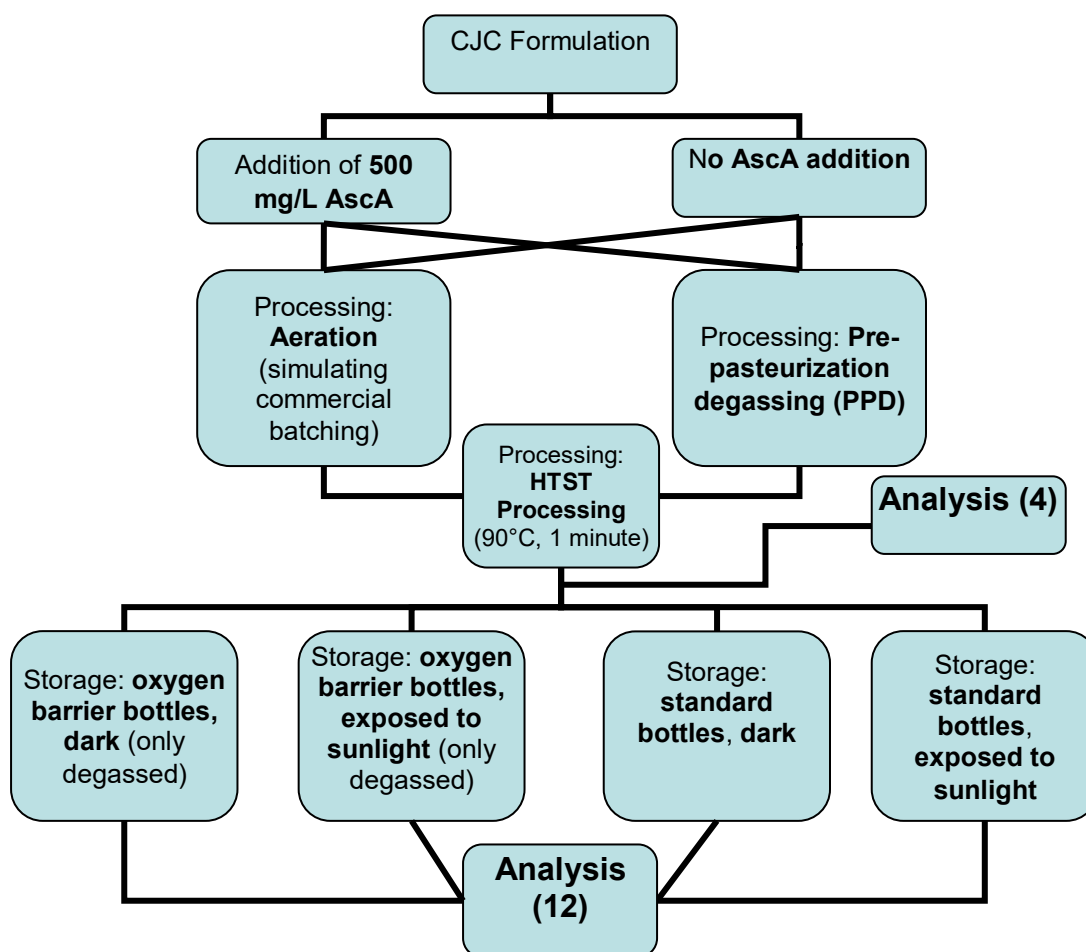 CJC Formulation
Addition of 500
mg/L AscA
No AscA addition
Processing:
Aeration
(simulating
commercial
batching)
Processing: Pre-
pasteurization
degassing (PPD)
Processing:
HTST
Processing
(90°C, 1 minute)
Analysis (4)
Storage: oxygen
barrier bottles,
dark (only
degassed)
Storage: oxygen
barrier bottles,
exposed to
sunlight (only
degassed)
Storage:
standard
bottles, dark
Storage:
standard
bottles,
exposed to
sunlight
Analysis
(12)